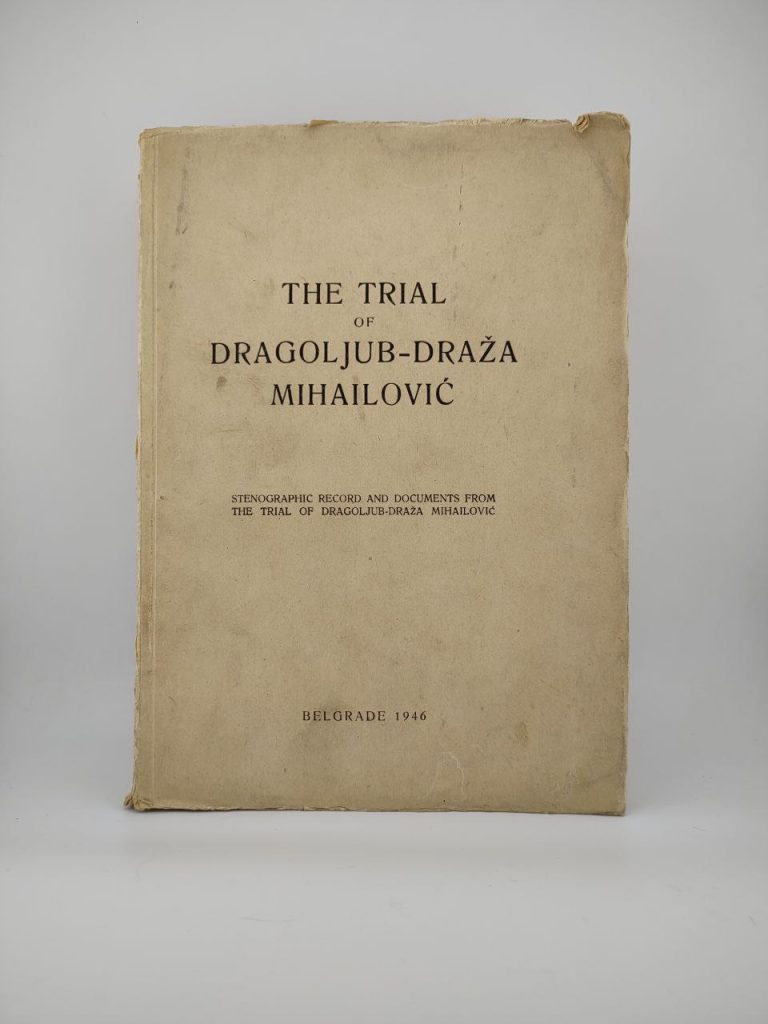 THE TRIAL
OF
DRAGOLJUB-DRAŽA
MIHAILOVIĆ
STENOGRAPHIC RECORD AND DOCUMENTS FROM
THE TRIAL OF DRAGOLJUB-DRAŽA MIHAILOVIĆ
BELGRADE 1946